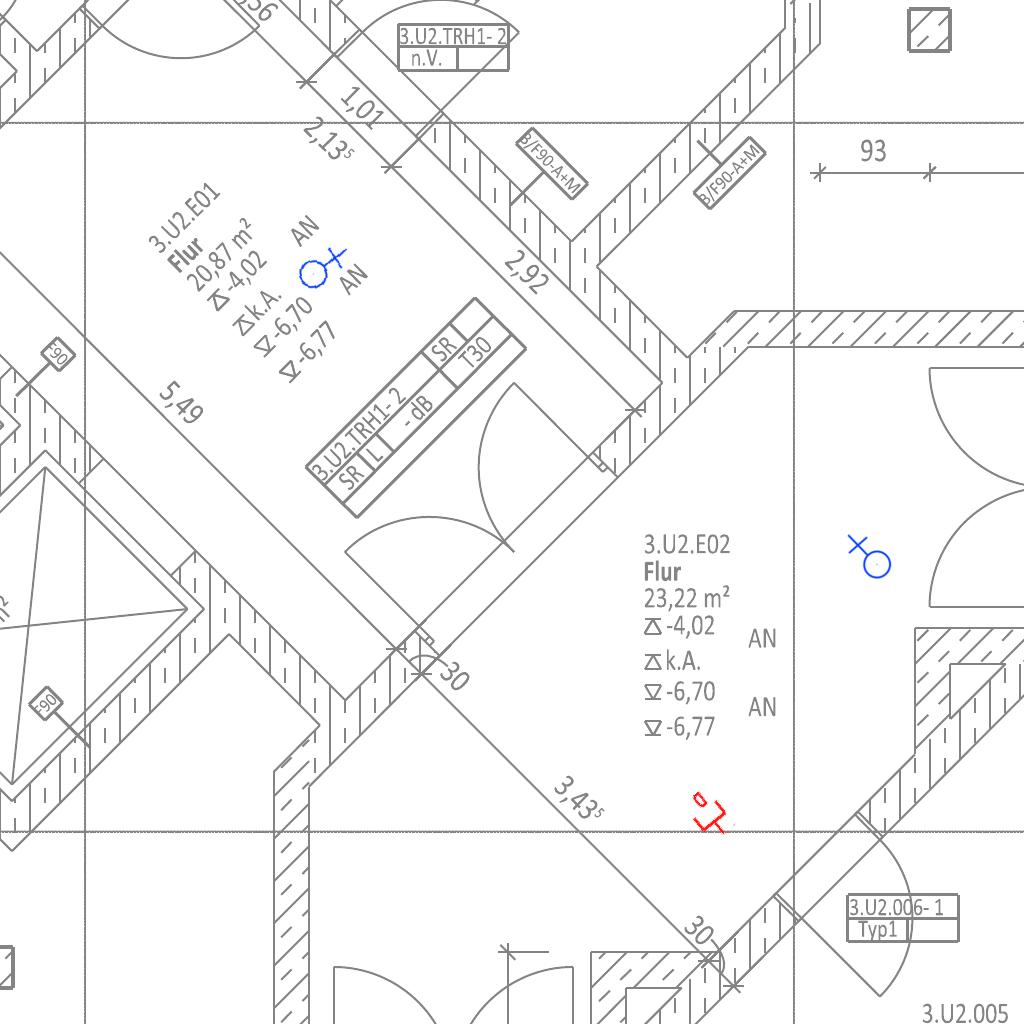 3.U2.TRH1- 2
n.V.
1,01
2,13⁵
93
B/F90-A+M
B/F90-A+M
3.U2.E01
Flur
20,87 m²
-4,02
k.A.
-6,70
-6,77
AN
AN
2,92
F90
5,49
3.U2.TRH1- 2
SR
SR
L
- dB
T30
3.U2.E02
Flur
23,22 m²
-4,02
k.A.
-6,70
-6,77
AN
AN
30
F90
3,43⁵
30
3.U2.006- 1
Typ1
3.U2.005